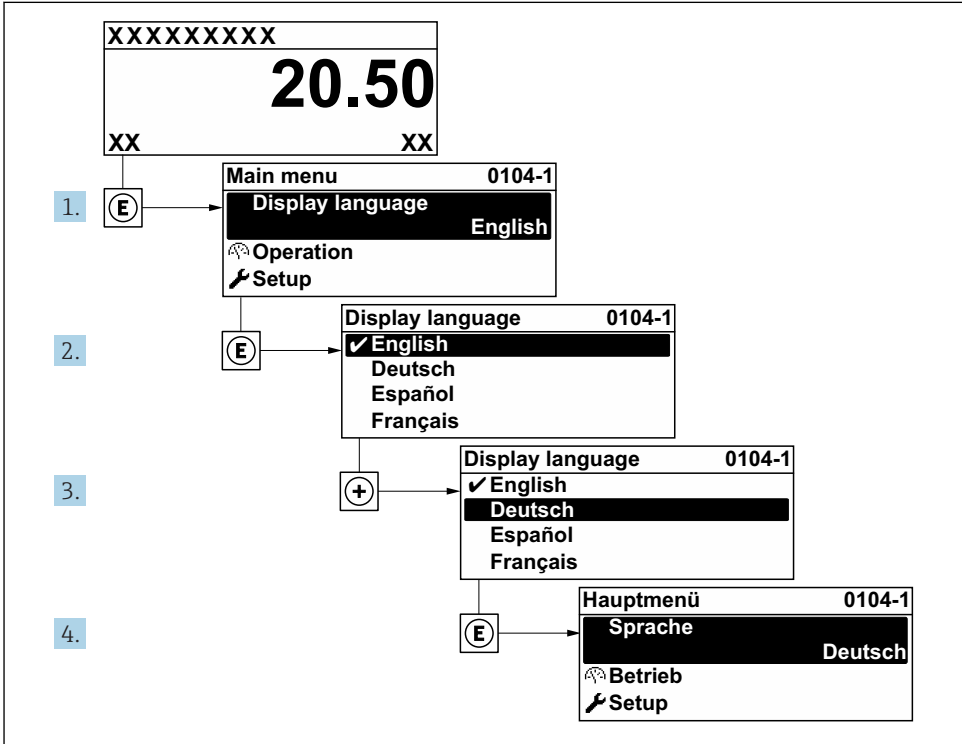 XXXXXXXXX
20.50
XX XX
1. E
Main menu 0104-1
Display language
English
Operation
Setup
2. E
Display language 0104-1
✔ English
Deutsch
Español
Français
3. +
Display language 0104-1
✔ English
Deutsch
Español
Français
4. E
Hauptmenü 0104-1
Sprache
Deutsch
Betrieb
Setup